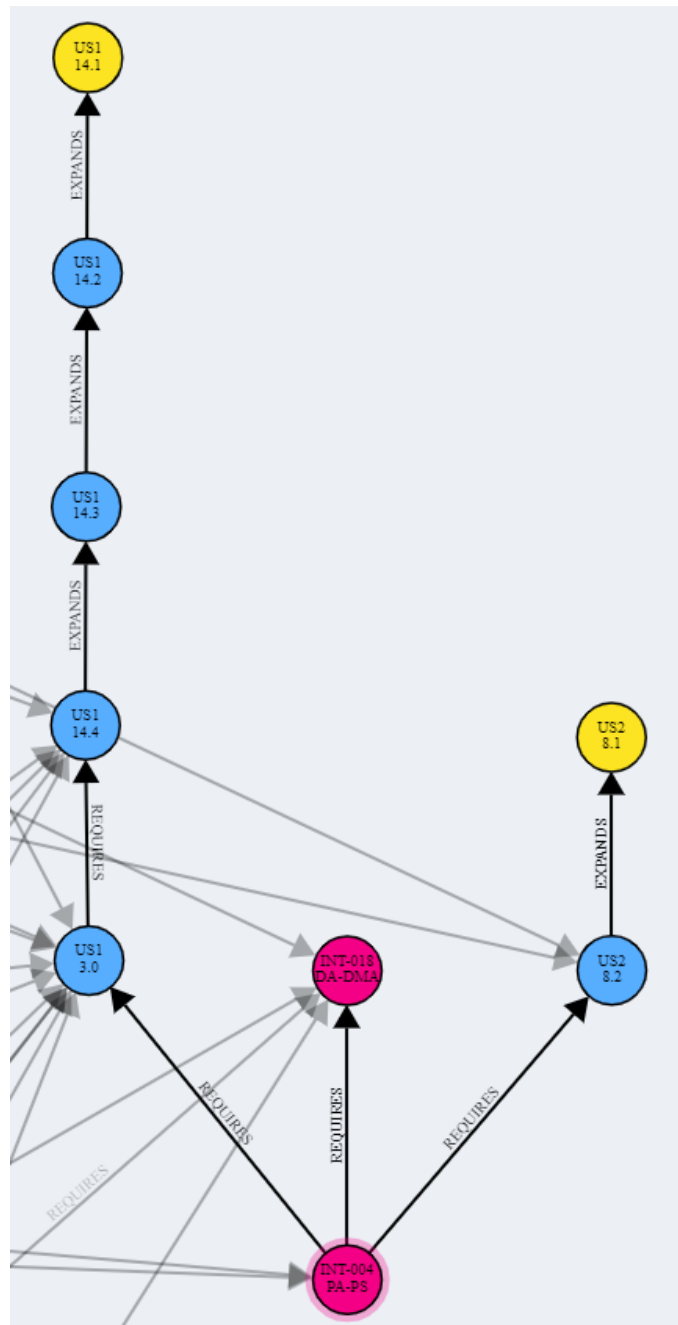 US1
14.1
EXPANDS
US1
14.2
EXPANDS
US1
14.3
EXPANDS
US1
14.4
US2
8.1
REQUIRES
EXPANDS
US1
3.0
INT-018
DA-DMA
US2
8.2
REQUIRES
REQUIRES
REQUIRES
REQUIRES
INT-004
PA-PS